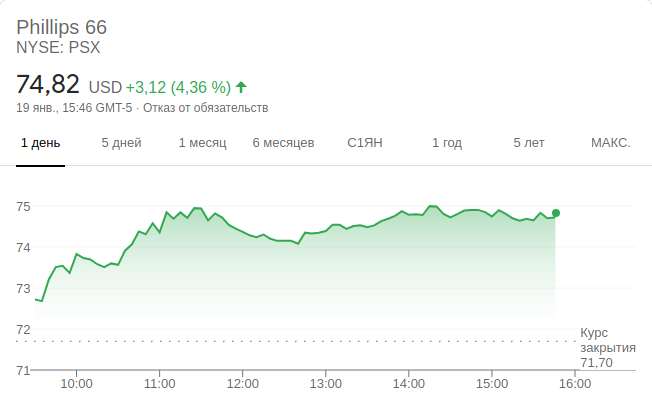 Phillips 66
NYSE: PSX
74,82 USD +3,12 (4,36 %)
19 янв., 15:46 GMT-5 · Отказ от обязательств
1 день 5 дней 1 месяц 6 месяцев С1ЯН 1 год 5 лет МАКС.
75
74
73
72
Курс
закрытия
71,70
71
10:00 11:00 12:00 13:00 14:00 15:00 16:00